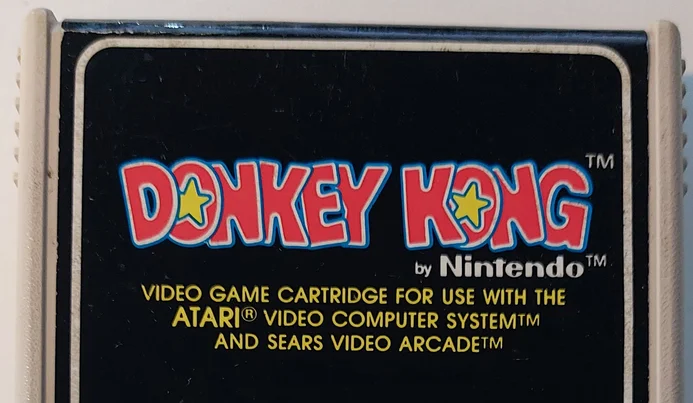 DONKEY KONG™
by Nintendo™
VIDEO GAME CARTRIDGE FOR USE WITH THE
ATARI® VIDEO COMPUTER SYSTEM™
AND SEARS VIDEO ARCADE™